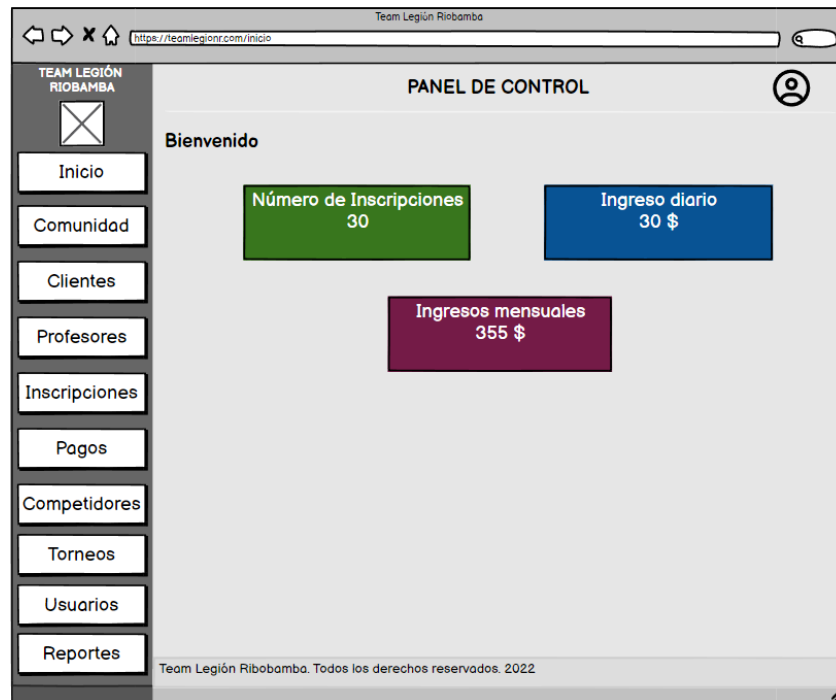 Team Legión Riobamba
https://teamlegionr.com/inicio
TEAM LEGIÓN
RIOBAMBA
PANEL DE CONTROL
Bienvenido
Inicio
Comunidad
Clientes
Profesores
Inscripciones
Pagos
Competidores
Torneos
Usuarios
Reportes
Número de Inscripciones
30
Ingreso diario
30 $
Ingresos mensuales
355 $
Team Legión Ribobamba. Todos los derechos reservados. 2022